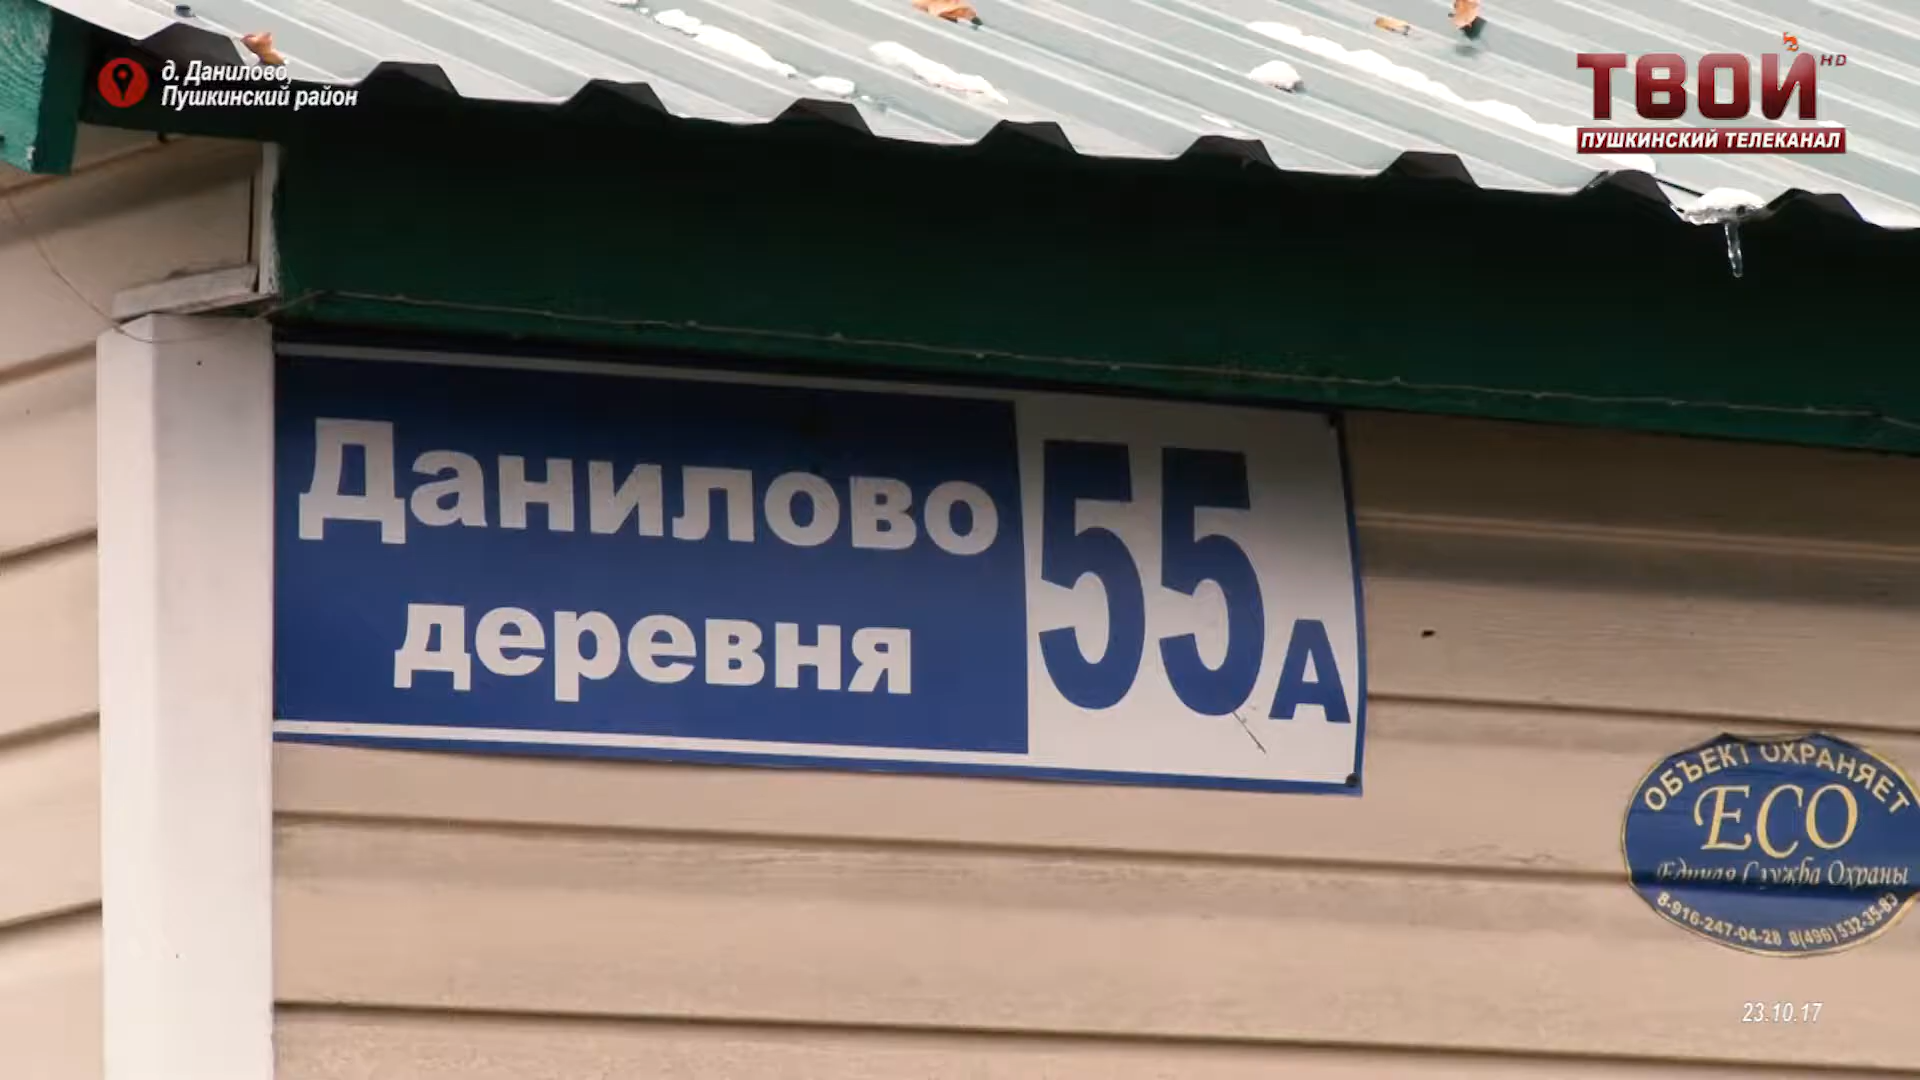 д. Данилово,
Пушкинский район
ТВОЙ HD
ПУШКИНСКИЙ ТЕЛЕКАНАЛ
Данилово
деревня
55А
ОБЪЕКТ ОХРАНЯЕТ
ЕСО
Единая Служба Охраны
8-916-247-04-28 8(496) 532-35-83
23.10.17